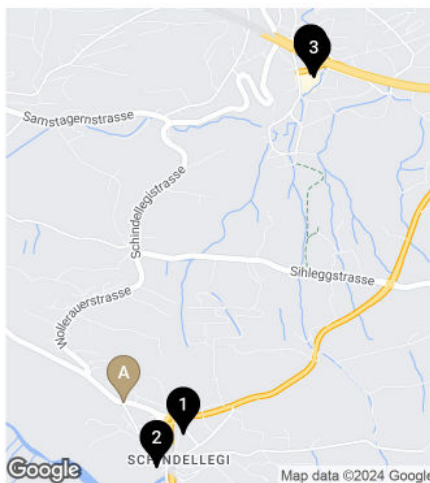 3
Samstagernstrasse
Schindellegistrasse
Sihleggstrasse
Wollerauerstrasse
A
1
2
SCHINDELLEGI
Google
Map data ©2024 Google